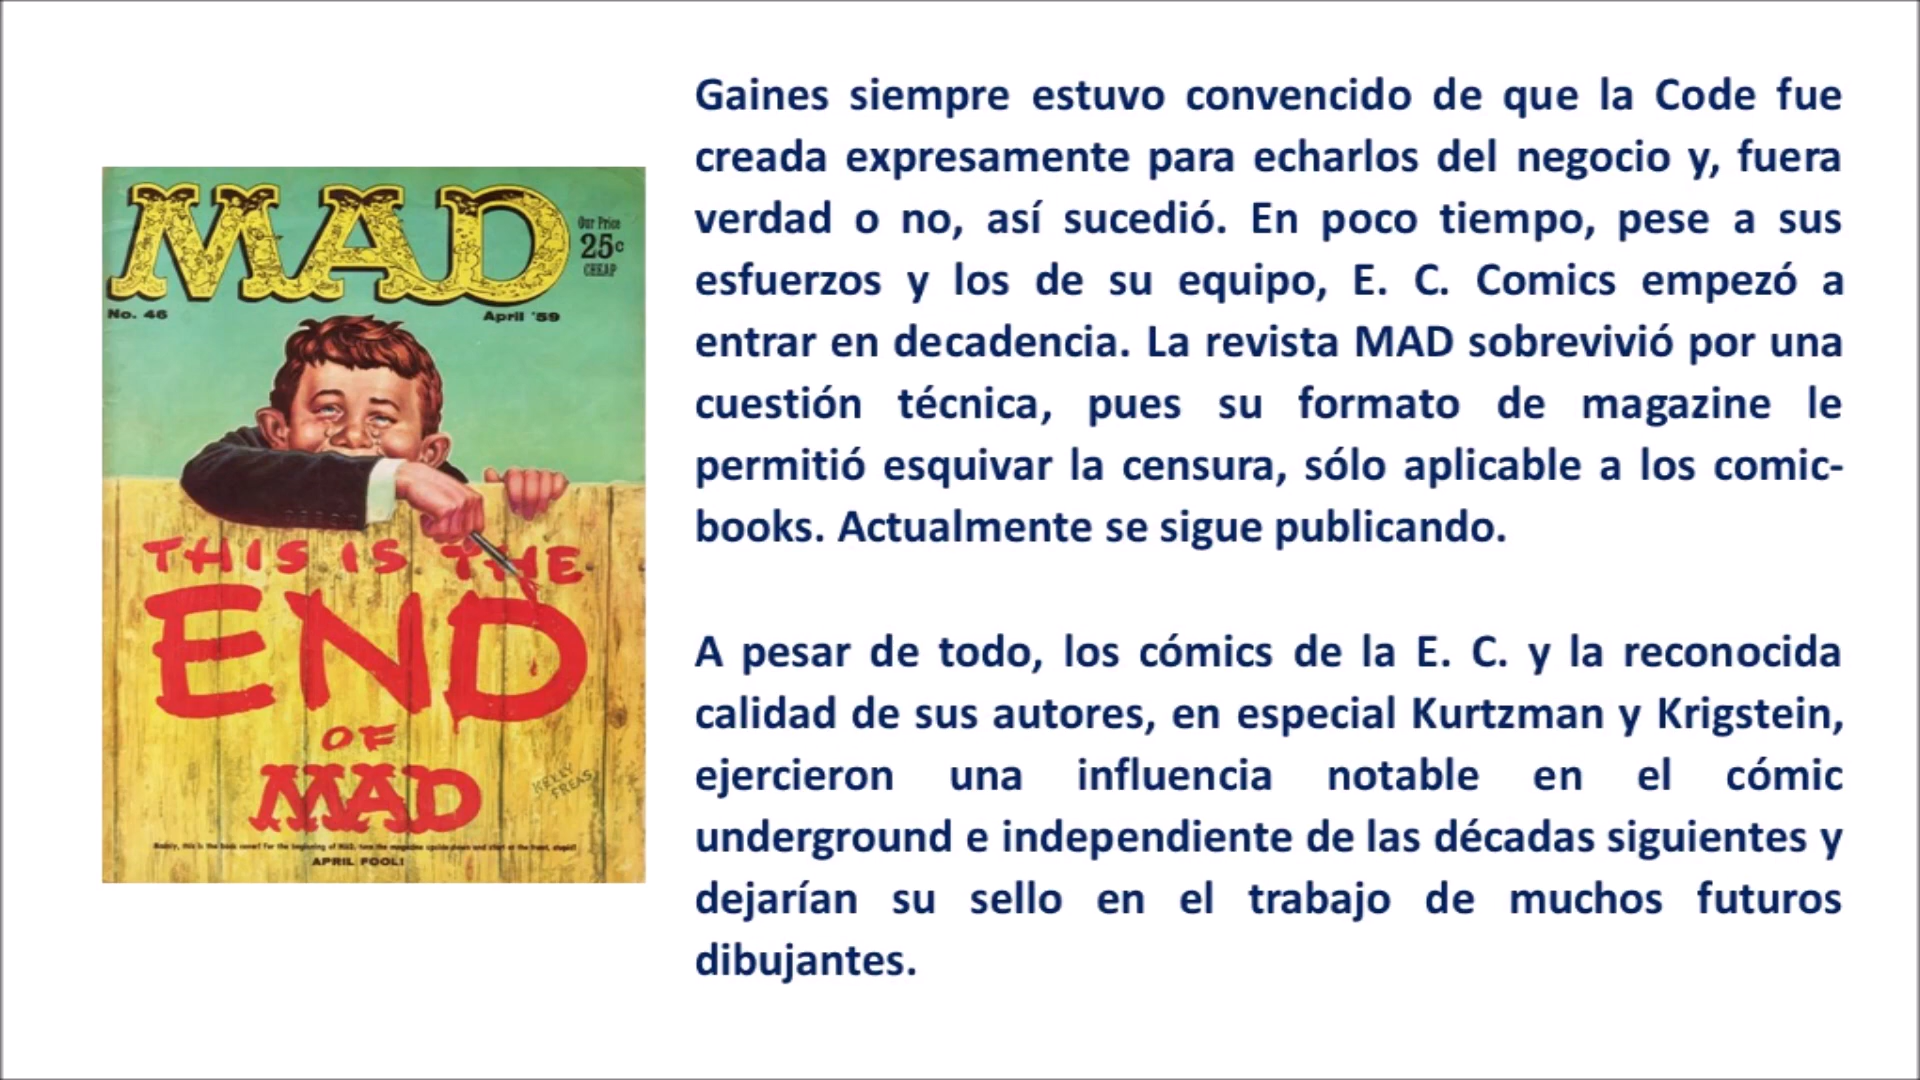 MAD
Our Price
25c
CHEAP
No. 46
April '59
THIS IS THE
END
OF
MAD
KELLY
FREAS
APRIL FOOL!
Gaines siempre estuvo convencido de que la Code fue
creada expresamente para echarlos del negocio y, fuera
verdad o no, así sucedió. En poco tiempo, pese a sus
esfuerzos y los de su equipo, E. C. Comics empezó a
entrar en decadencia. La revista MAD sobrevivió por una
cuestión técnica, pues su formato de magazine le
permitió esquivar la censura, sólo aplicable a los comic-
books. Actualmente se sigue publicando.
A pesar de todo, los cómics de la E. C. y la reconocida
calidad de sus autores, en especial Kurtzman y Krigstein,
ejercieron una influencia notable en el cómic
underground e independiente de las décadas siguientes y
dejarían su sello en el trabajo de muchos futuros
dibujantes.